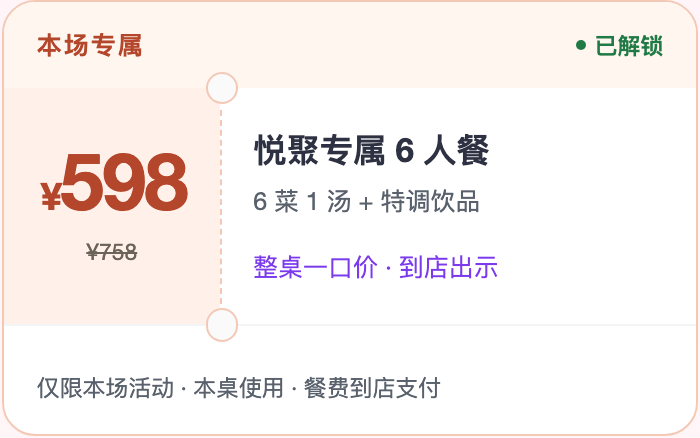 本场专属
已解锁
¥598
¥758
悦聚专属 6 人餐
6 菜 1 汤 + 特调饮品
整桌一口价 · 到店出示
仅限本场活动 · 本桌使用 · 餐费到店支付